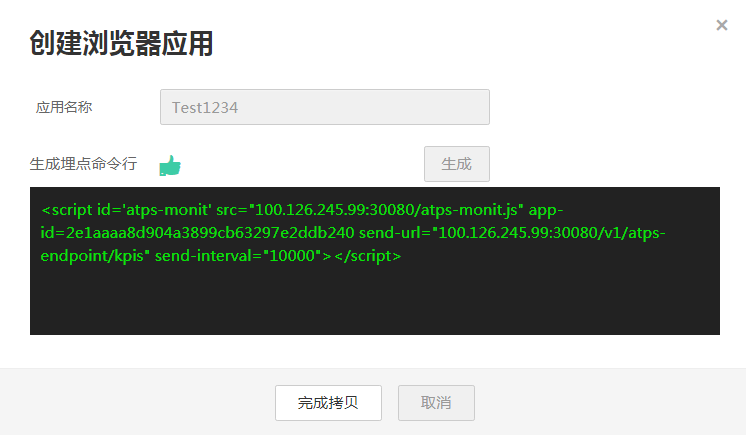 创建浏览器应用
×
应用名称
Test1234
生成埋点命令行
生成
<script id='atps-monit' src="100.126.245.99:30080/atps-monit.js" app-
id=2e1aaaa8d904a3899cb63297e2ddb240 send-url="100.126.245.99:30080/v1/atps-
endpoint/kpis" send-interval="10000"></script>
完成拷贝
取消